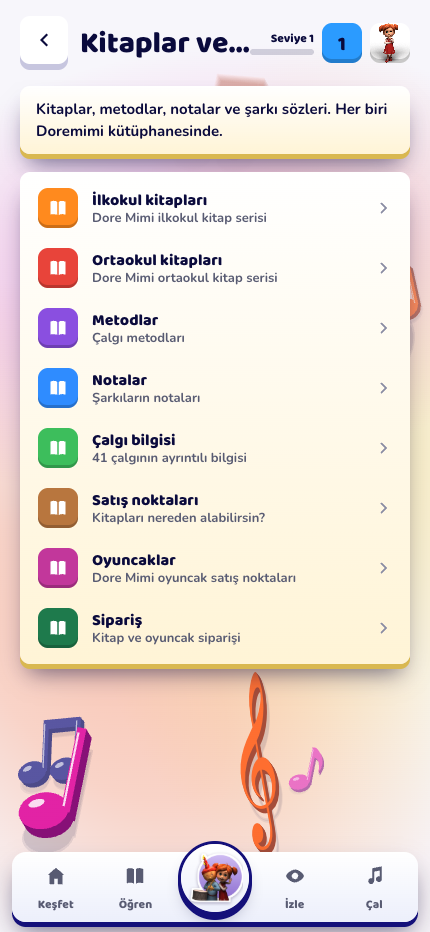 Kitaplar ve...
Seviye 1
1
Kitaplar, metodlar, notalar ve şarkı sözleri. Her biri
Doremimi kütüphanesinde.
İlkokul kitapları
Dore Mimi ilkokul kitap serisi
Ortaokul kitapları
Dore Mimi ortaokul kitap serisi
Metodlar
Çalgı metodları
Notalar
Şarkıların notaları
Çalgı bilgisi
41 çalgının ayrıntılı bilgisi
Satış noktaları
Kitapları nereden alabilirsin?
Oyuncaklar
Dore Mimi oyuncak satış noktaları
Sipariş
Kitap ve oyuncak siparişi
Keşfet
Öğren
İzle
Çal